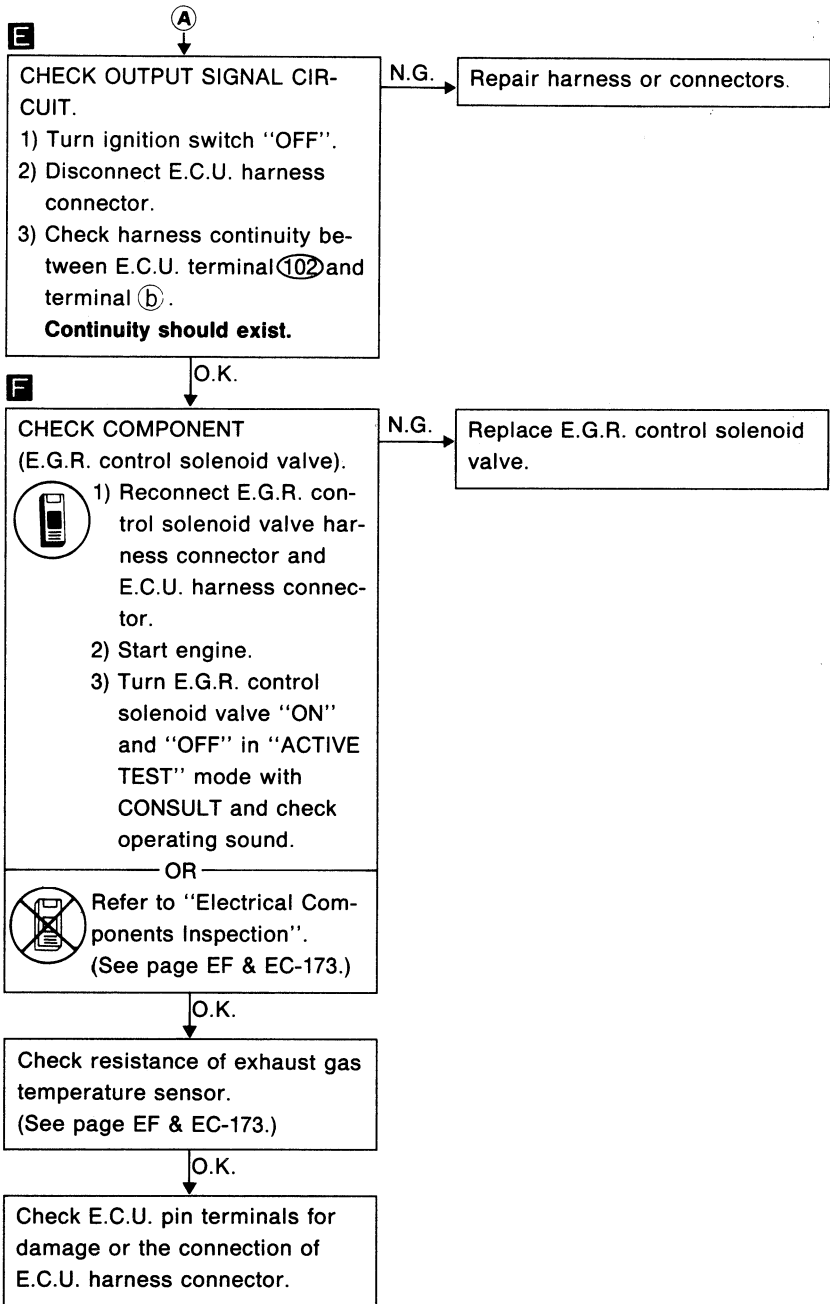 A
E
CHECK OUTPUT SIGNAL CIR-
CUIT.
1) Turn ignition switch "OFF".
2) Disconnect E.C.U. harness
connector.
3) Check harness continuity be-
tween E.C.U. terminal 102 and
terminal b.
Continuity should exist.
N.G.
Repair harness or connectors.
O.K.
F
CHECK COMPONENT
(E.G.R. control solenoid valve).
1) Reconnect E.G.R. con-
trol solenoid valve har-
ness connector and
E.C.U. harness connec-
tor.
2) Start engine.
3) Turn E.G.R. control
solenoid valve "ON"
and "OFF" in "ACTIVE
TEST" mode with
CONSULT and check
operating sound.
OR
Refer to "Electrical Com-
ponents Inspection".
(See page EF & EC-173.)
N.G.
Replace E.G.R. control solenoid
valve.
O.K.
Check resistance of exhaust gas
temperature sensor.
(See page EF & EC-173.)
O.K.
Check E.C.U. pin terminals for
damage or the connection of
E.C.U. harness connector.